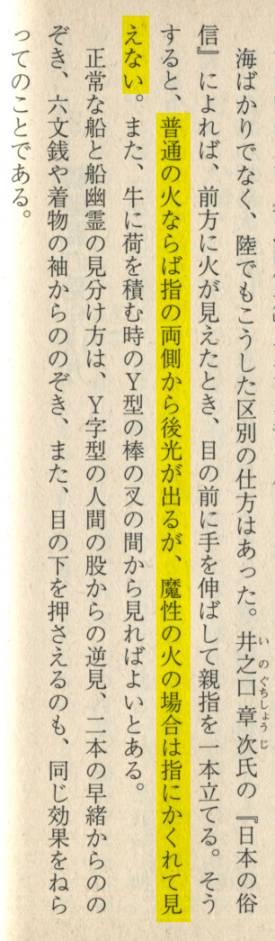 海ばかりでなく、陸でもこうした区別の仕方はあった。井之口章次氏の『日本の俗
信』によれば、前方に火が見えたとき、目の前に手を伸ばして親指を一本立てる。そう
すると、普通の火ならば指の両側から後光が出るが、魔性の火の場合は指にかくれて見
えない。また、牛に荷を積む時のY型の棒の叉の間から見ればよいとある。
正常な船と船幽霊の見分け方は、Y字型の人間の股からの逆見、二本の早緒からのの
ぞき、六文銭や着物の袖からののぞき、また、目の下を押さえるのも、同じ効果をねら
ってのことである。